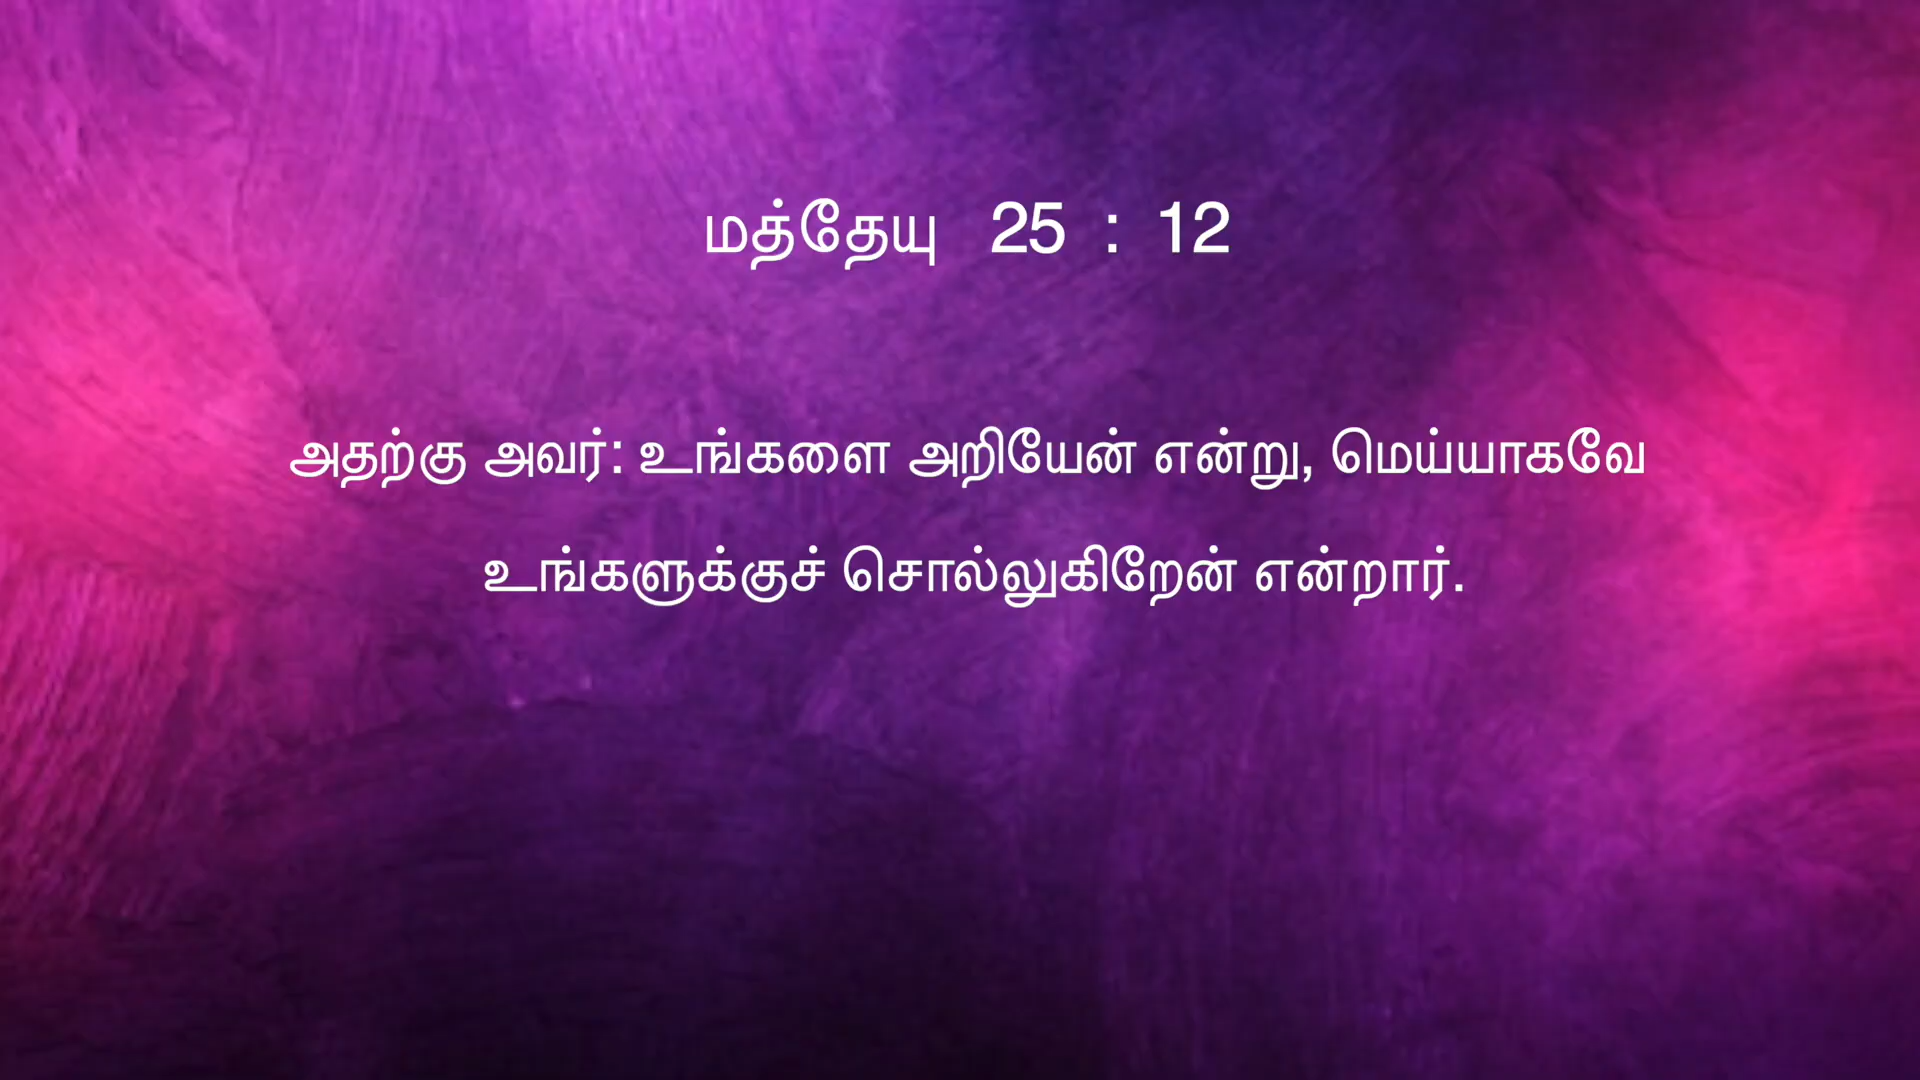 மத்தேயு 25 : 12
அதற்கு அவர்: உங்களை அறியேன் என்று, மெய்யாகவே
உங்களுக்குச் சொல்லுகிறேன் என்றார்.